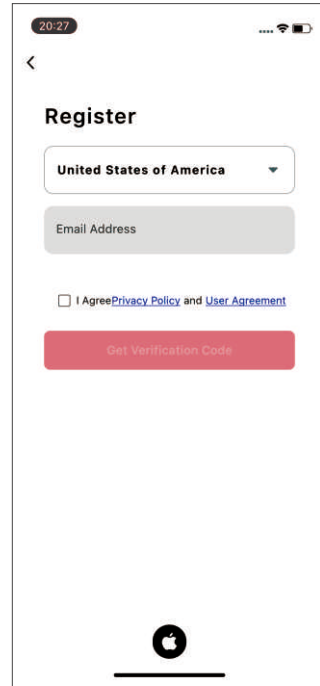 20:27
Register
United States of America
Email Address
I AgreePrivacy Policy and User Agreement
Get Verification Code